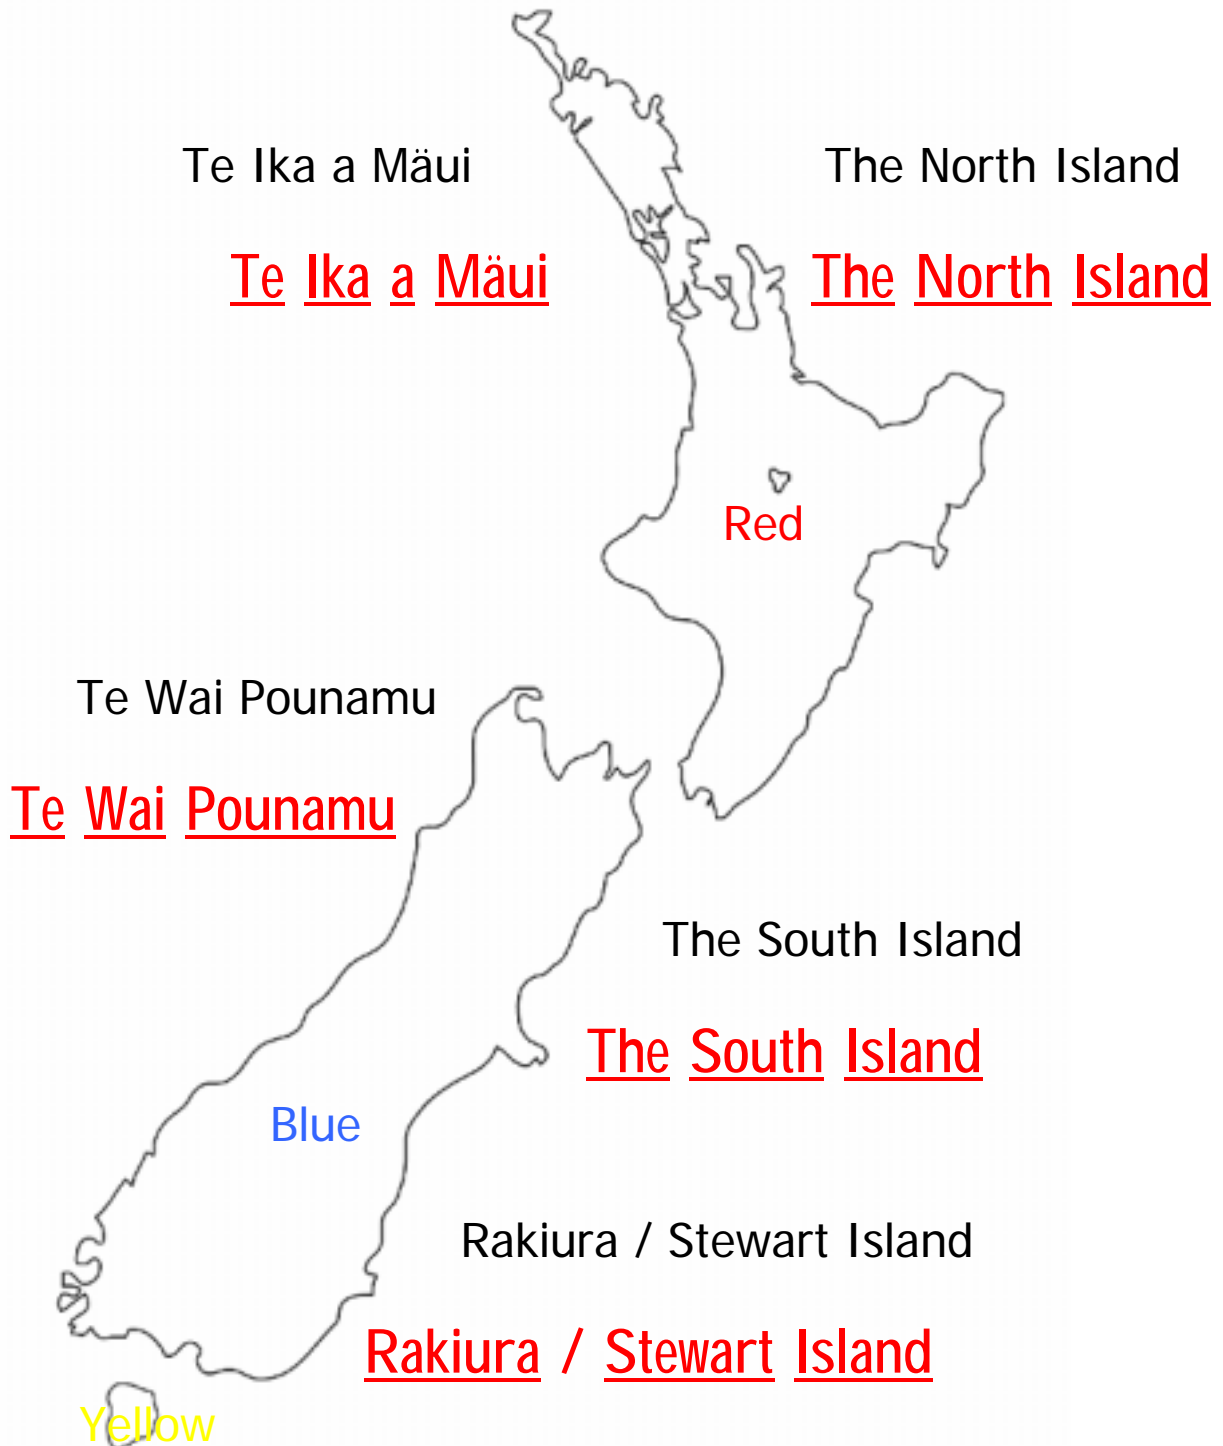 Te Ika a Mäui
The North Island
Te Ika a Mäui
The North Island
Red
Te Wai Pounamu
Te Wai Pounamu
The South Island
The South Island
Blue
Rakiura / Stewart Island
Rakiura / Stewart Island
Yellow